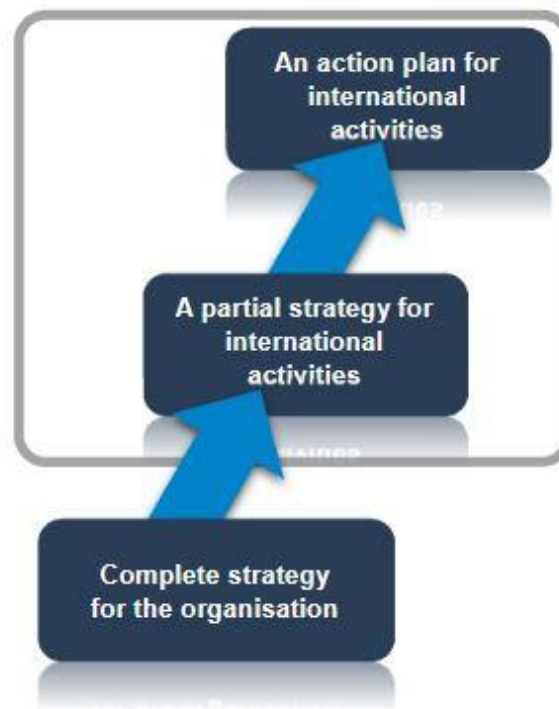 An action plan for
international
activities
A partial strategy for
international
activities
Complete strategy
for the organisation